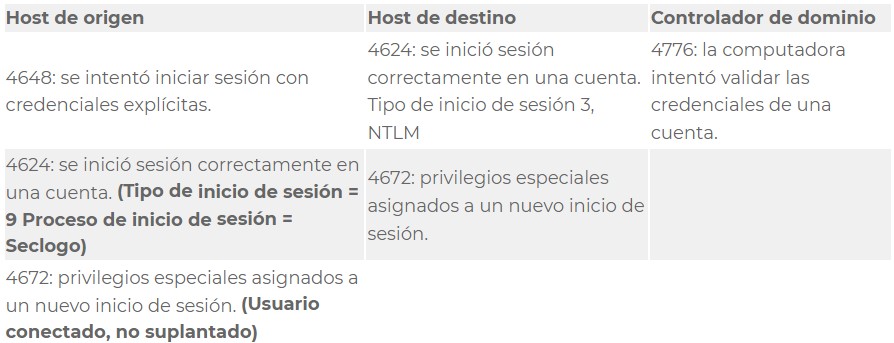 Host de origen
Host de destino
Controlador de dominio
4648: se intentó iniciar sesión con
credenciales explícitas.
4624: se inició sesión
correctamente en una cuenta.
Tipo de inicio de sesión 3,
NTLM
4776: la computadora
intentó validar las
credenciales de una
cuenta.
4624: se inició sesión correctamente en
una cuenta. (Tipo de inicio de sesión =
9 Proceso de inicio de sesión =
Seclogo)
4672: privilegios especiales
asignados a un nuevo inicio de
sesión.
4672: privilegios especiales asignados a
un nuevo inicio de sesión. (Usuario
conectado, no suplantado)